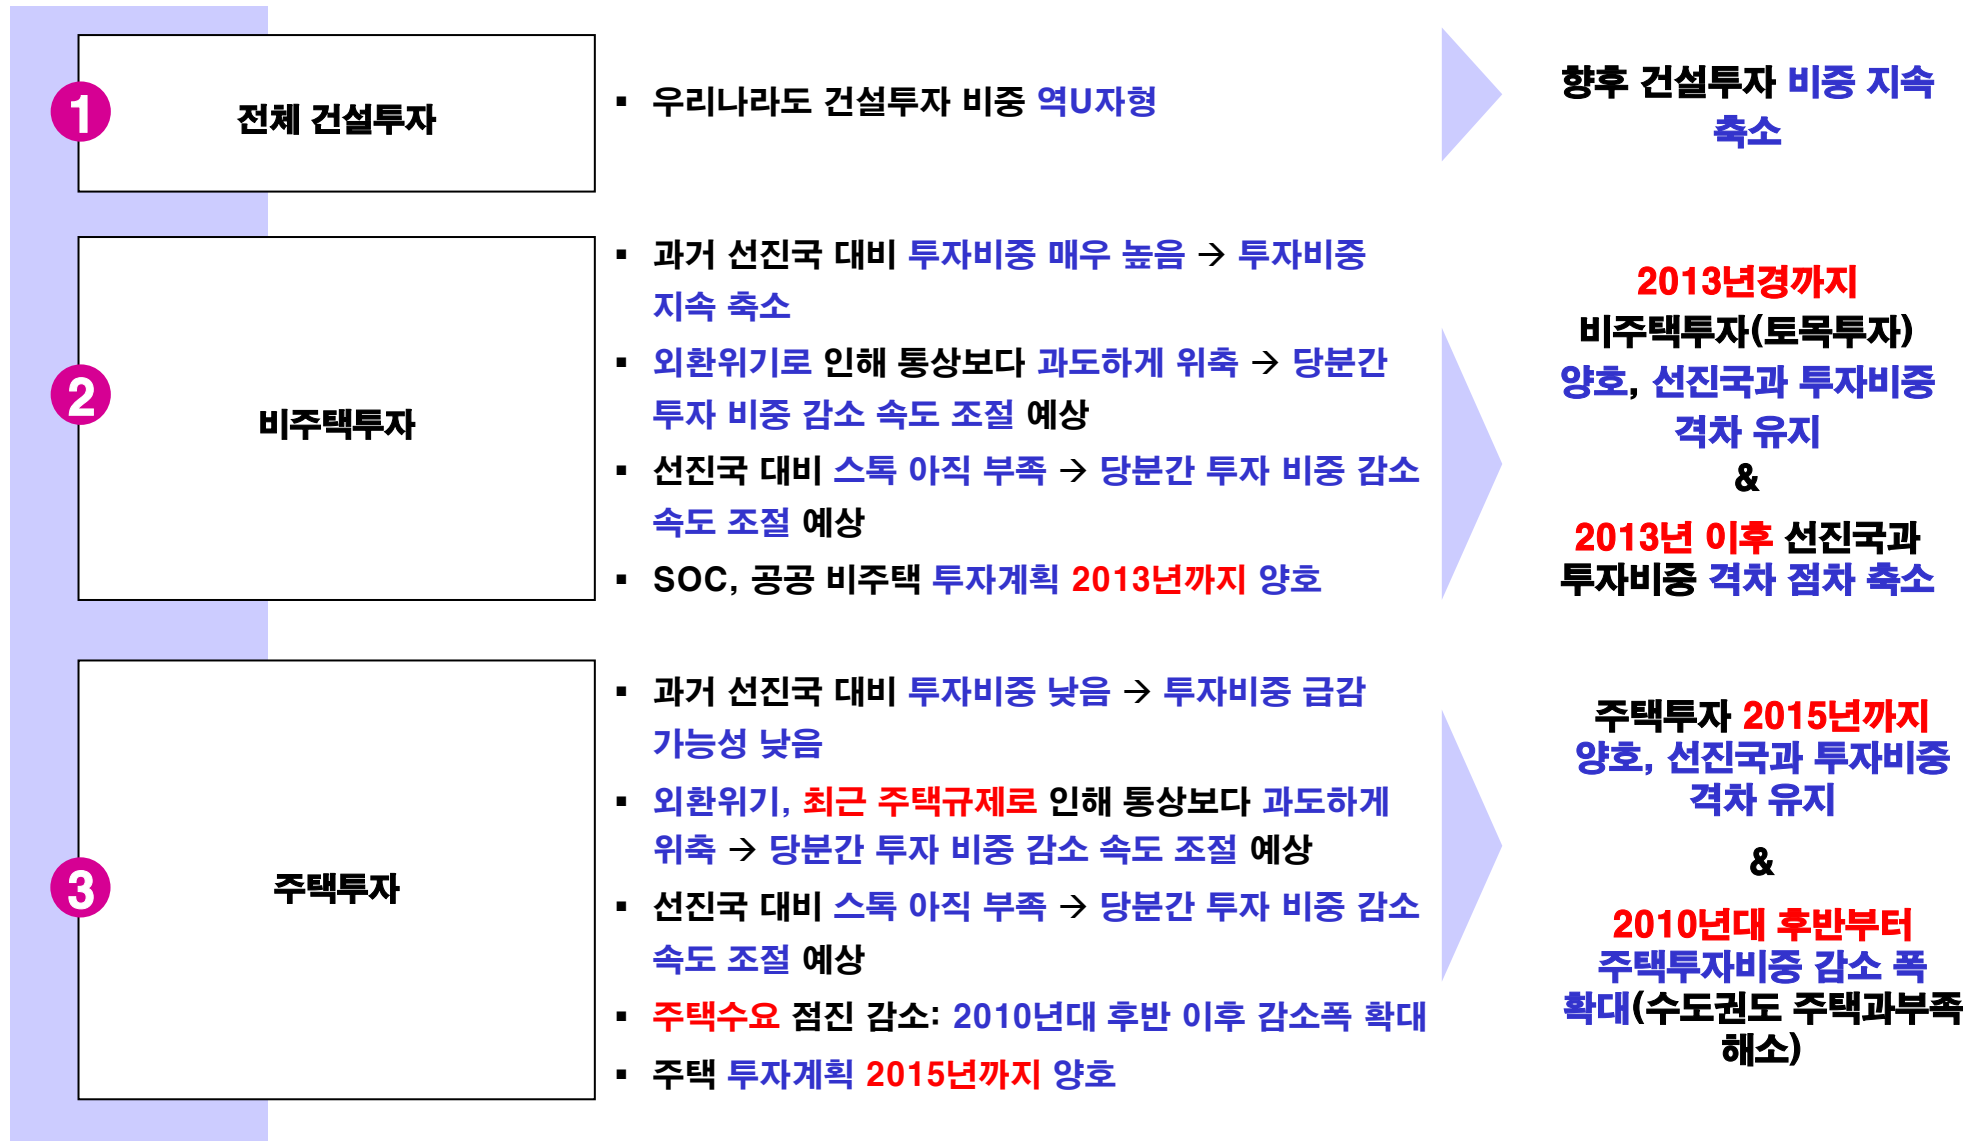 1
전체 건설투자
▪ 우리나라도 건설투자 비중 역U자형
향후 건설투자 비중 지속
축소
2
비주택투자
▪ 과거 선진국 대비 투자비중 매우 높음 → 투자비중
지속 축소
▪ 외환위기로 인해 통상보다 과도하게 위축 → 당분간
투자 비중 감소 속도 조절 예상
▪ 선진국 대비 스톡 아직 부족 → 당분간 투자 비중 감소
속도 조절 예상
▪ SOC, 공공 비주택 투자계획 2013년까지 양호
2013년경까지
비주택투자(토목투자)
양호, 선진국과 투자비중
격차 유지
&
2013년 이후 선진국과
투자비중 격차 점차 축소
3
주택투자
▪ 과거 선진국 대비 투자비중 낮음 → 투자비중 급감
가능성 낮음
▪ 외환위기, 최근 주택규제로 인해 통상보다 과도하게
위축 → 당분간 투자 비중 감소 속도 조절 예상
▪ 선진국 대비 스톡 아직 부족 → 당분간 투자 비중 감소
속도 조절 예상
▪ 주택수요 점진 감소: 2010년대 후반 이후 감소폭 확대
▪ 주택 투자계획 2015년까지 양호
주택투자 2015년까지
양호, 선진국과 투자비중
격차 유지
&
2010년대 후반부터
주택투자비중 감소 폭
확대(수도권도 주택과부족
해소)